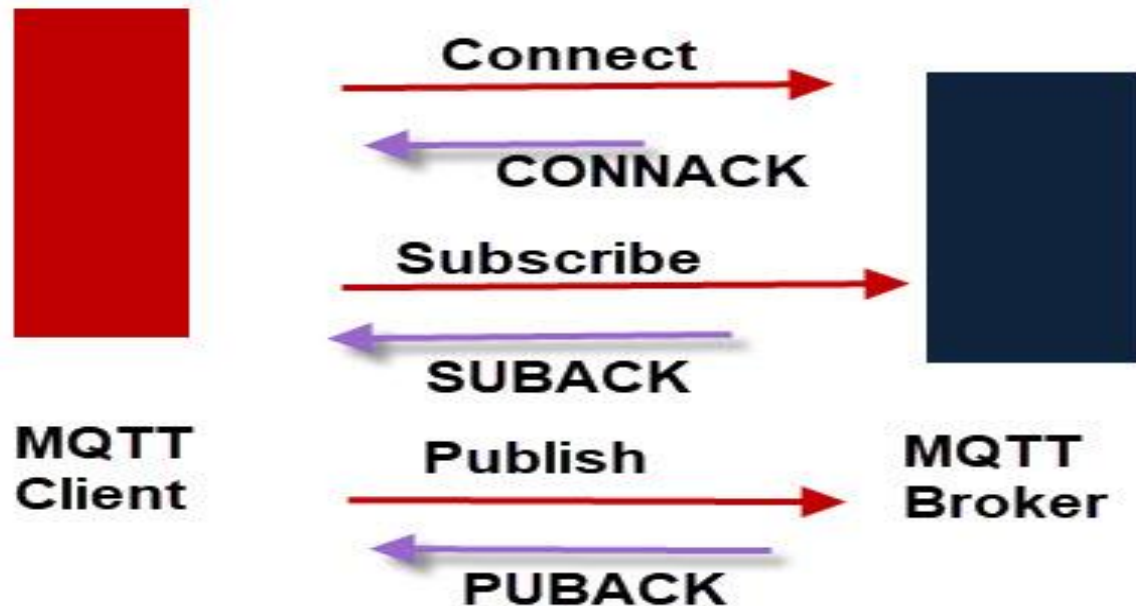 Connect
CONNACK
Subscribe
SUBACK
MQTT
Client
Publish
MQTT
Broker
PUBACK